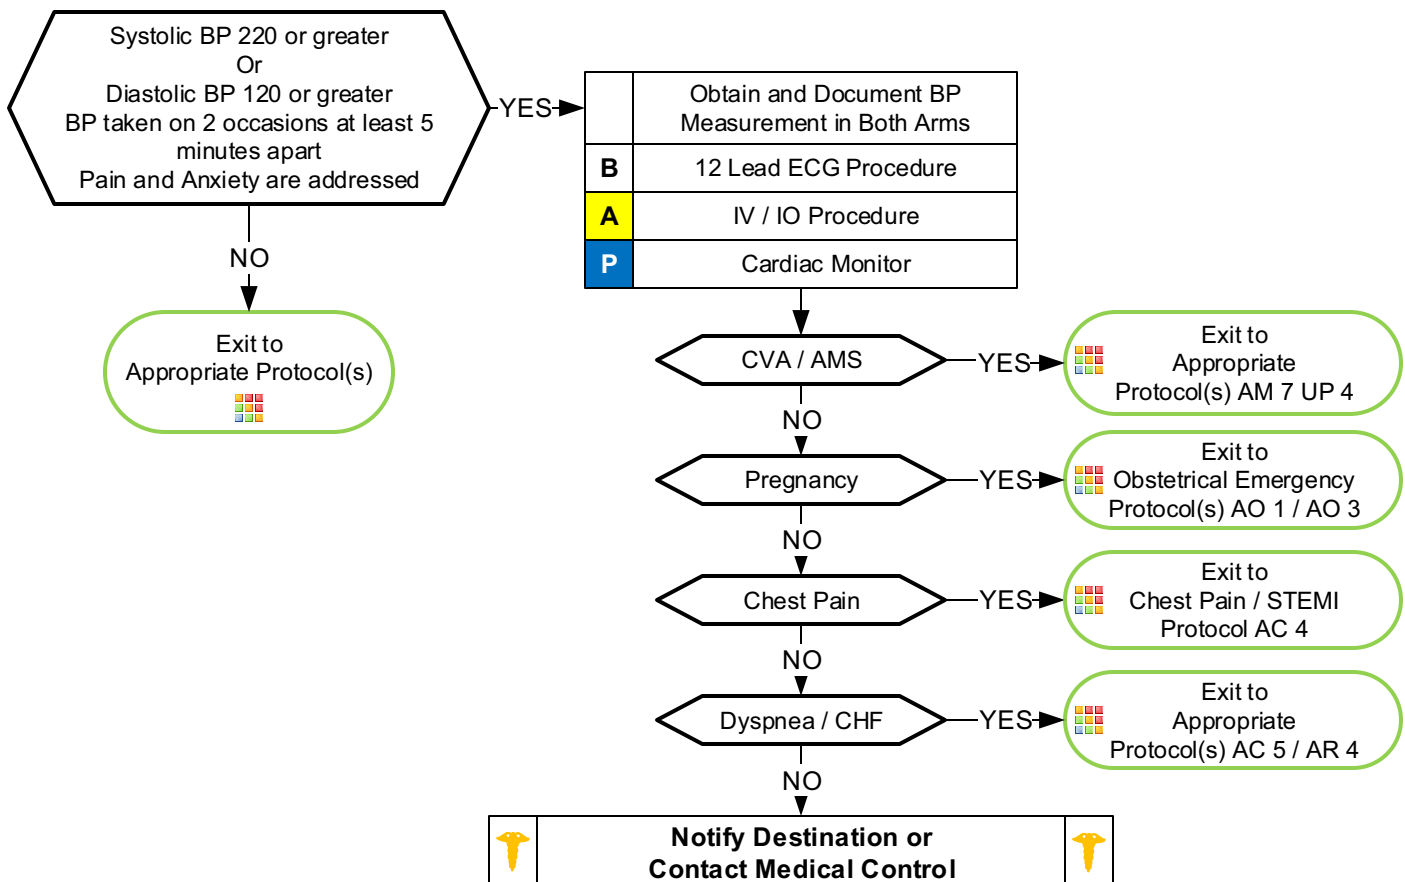 Systolic BP 220 or greater
Or
Diastolic BP 120 or greater
BP taken on 2 occasions at least 5
minutes apart
Pain and Anxiety are addressed
YES
NO
Exit to
Appropriate Protocol(s)
Obtain and Document BP
Measurement in Both Arms
B 12 Lead ECG Procedure
A IV / IO Procedure
P Cardiac Monitor
CVA / AMS
YES
Exit to
Appropriate
Protocol(s) AM 7 UP 4
NO
Pregnancy
YES
Exit to
Obstetrical Emergency
Protocol(s) AO 1 / AO 3
NO
Chest Pain
YES
Exit to
Chest Pain / STEMI
Protocol AC 4
NO
Dyspnea / CHF
YES
Exit to
Appropriate
Protocol(s) AC 5 / AR 4
NO
Notify Destination or
Contact Medical Control